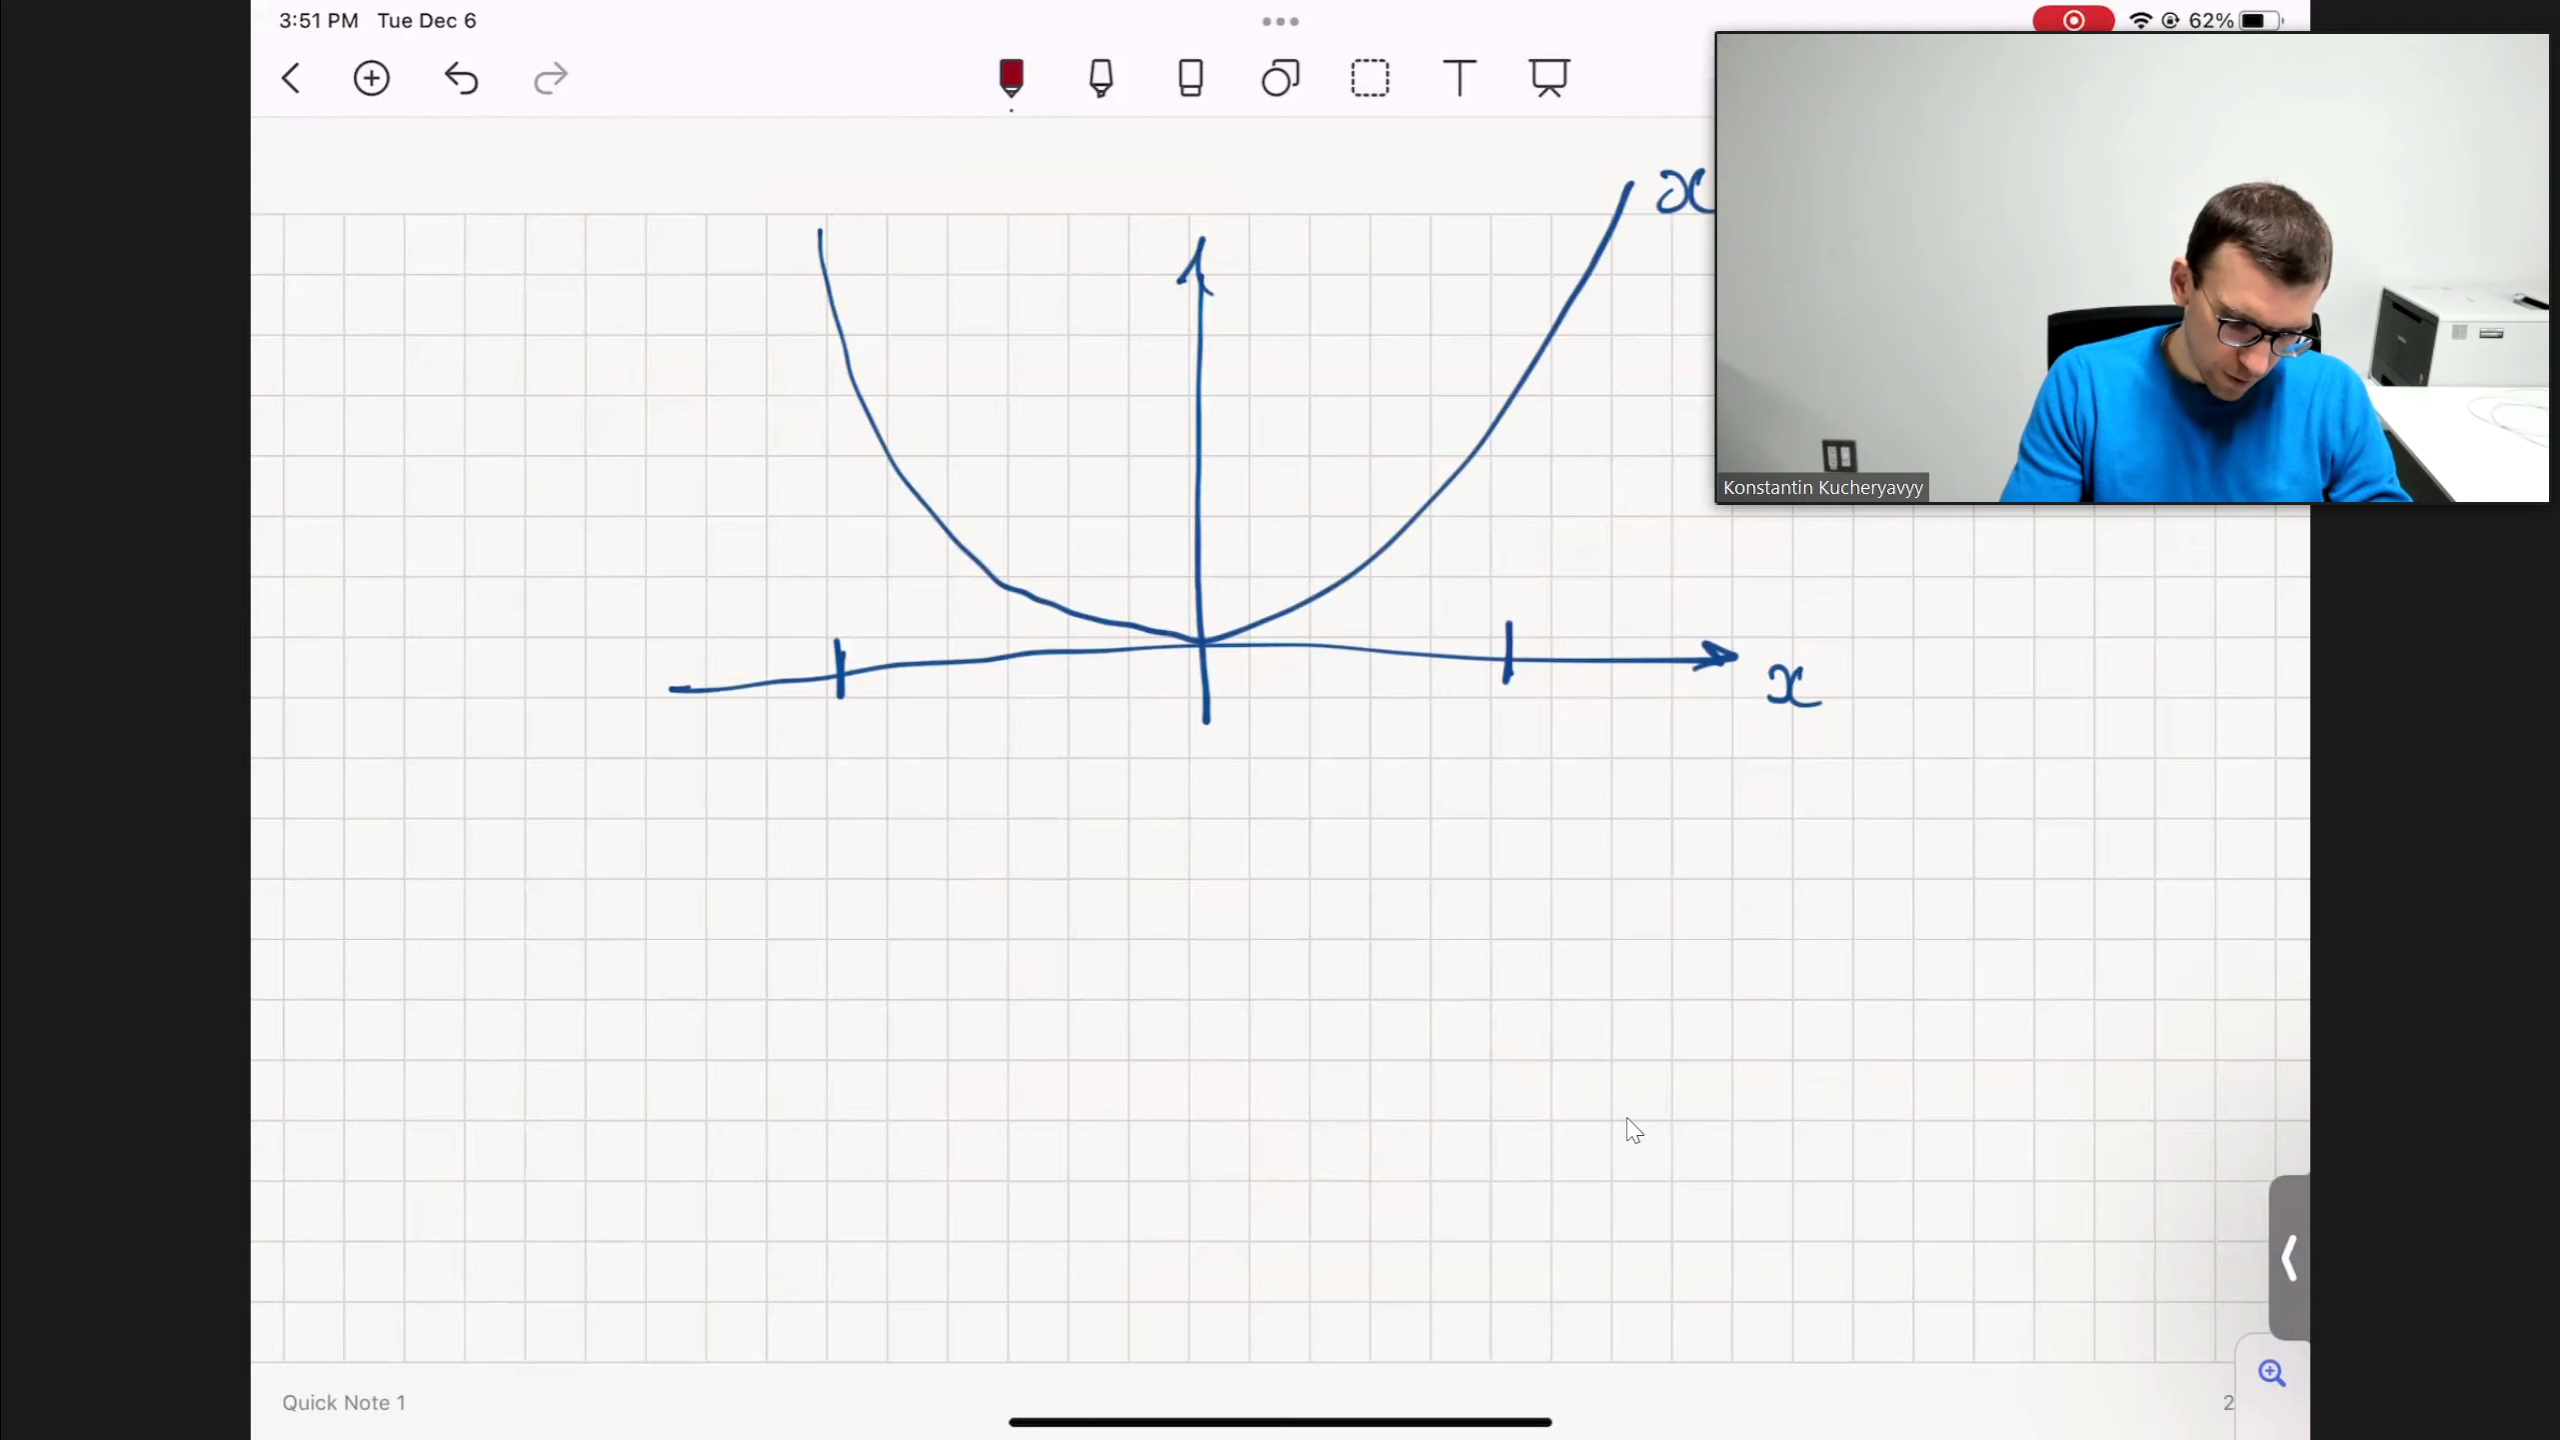 3:51 PM Tue Dec 6
62%
T
x
Konstantin Kucheryavyy
x
Quick Note 1
2